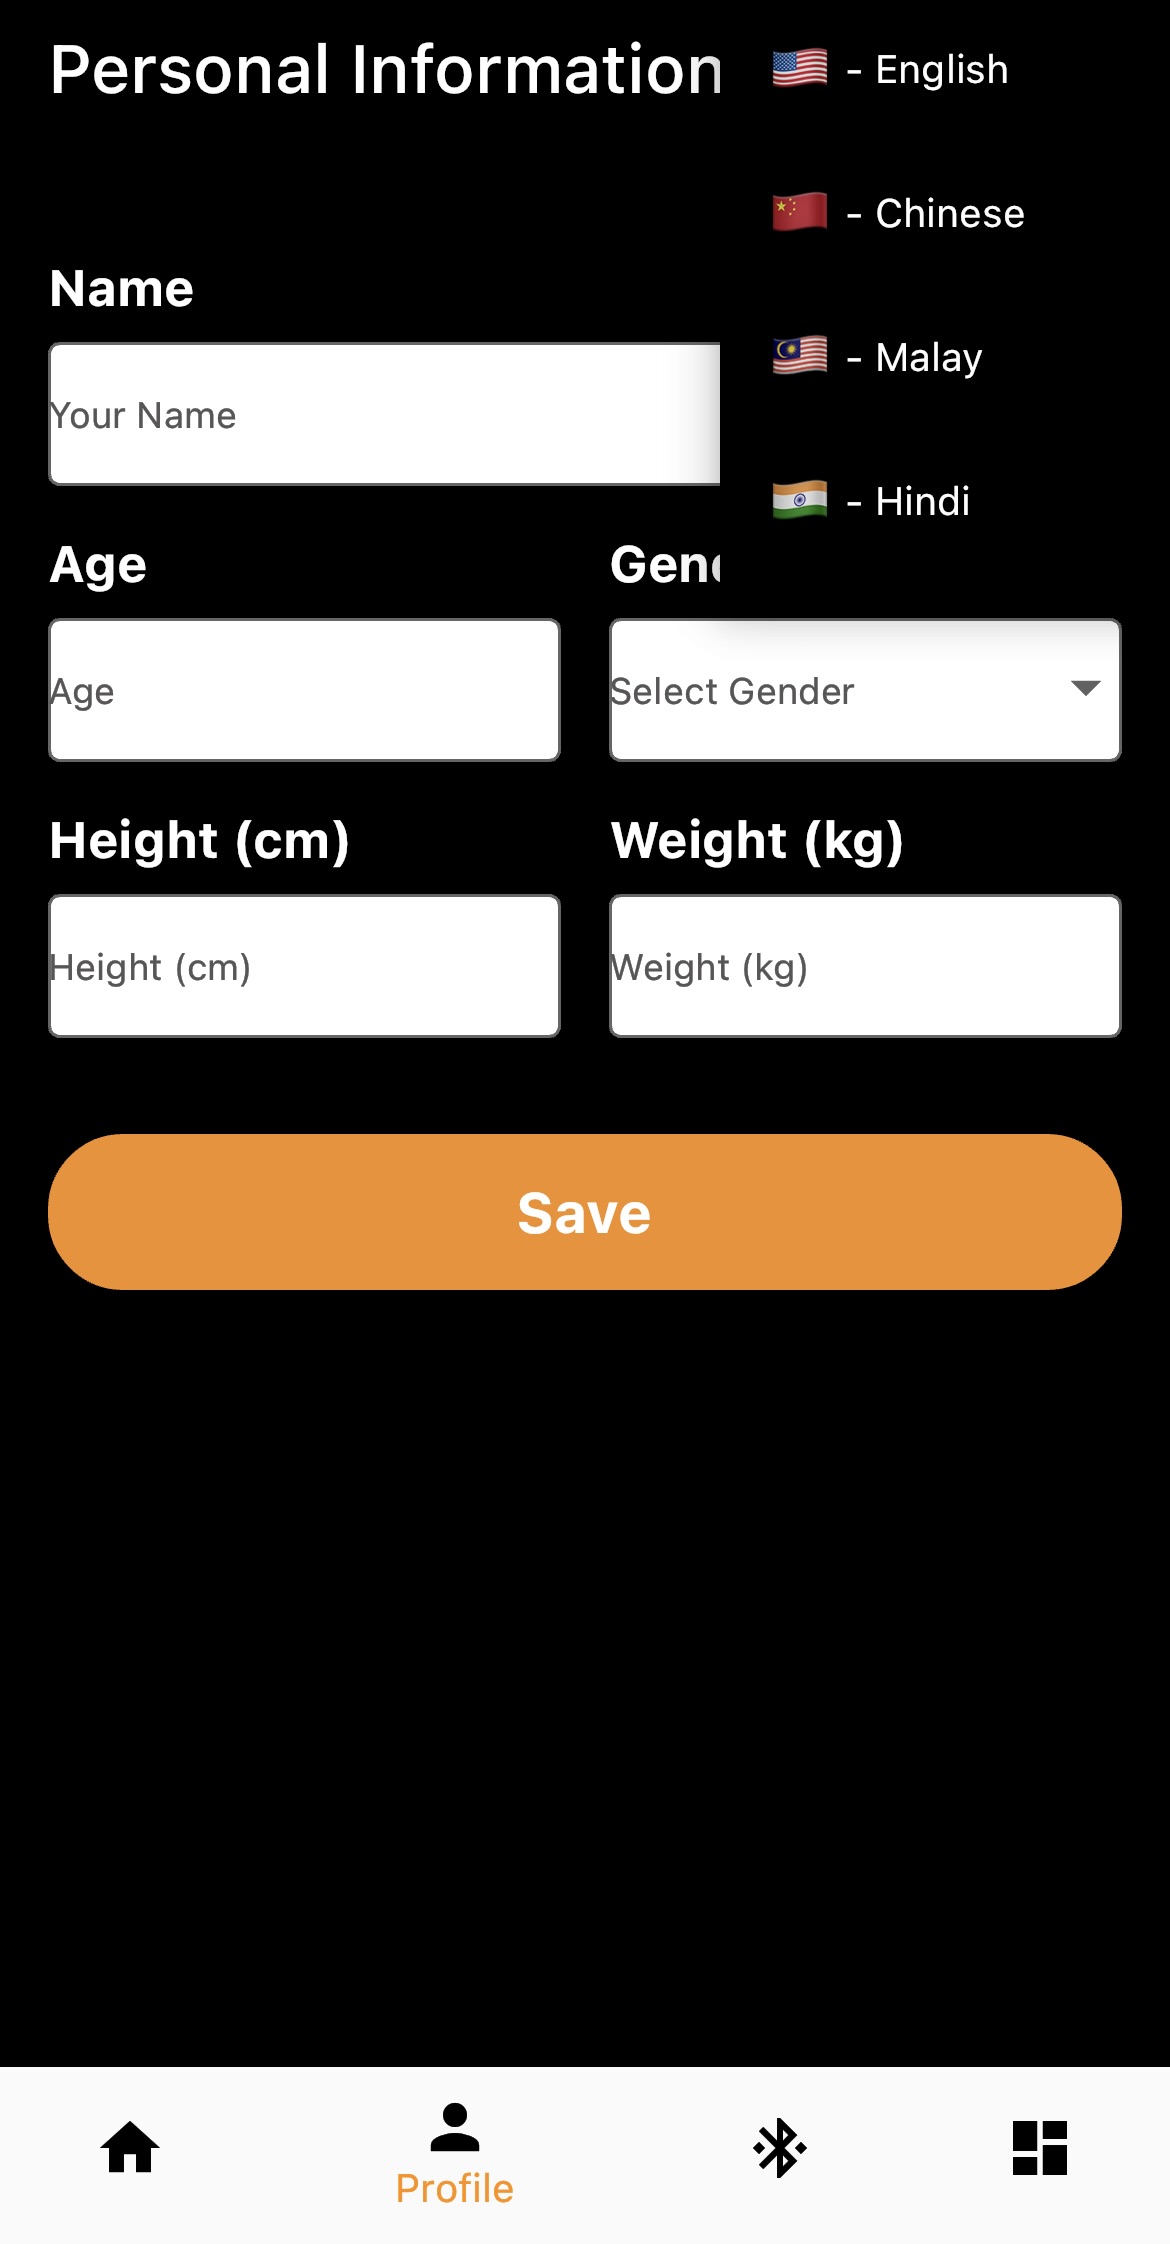 Personal Information
- English
- Chinese
- Malay
- Hindi
Name
Your Name
Age
Age
Select Gender
Height (cm)
Weight (kg)
Height (cm)
Weight (kg)
Save
Profile